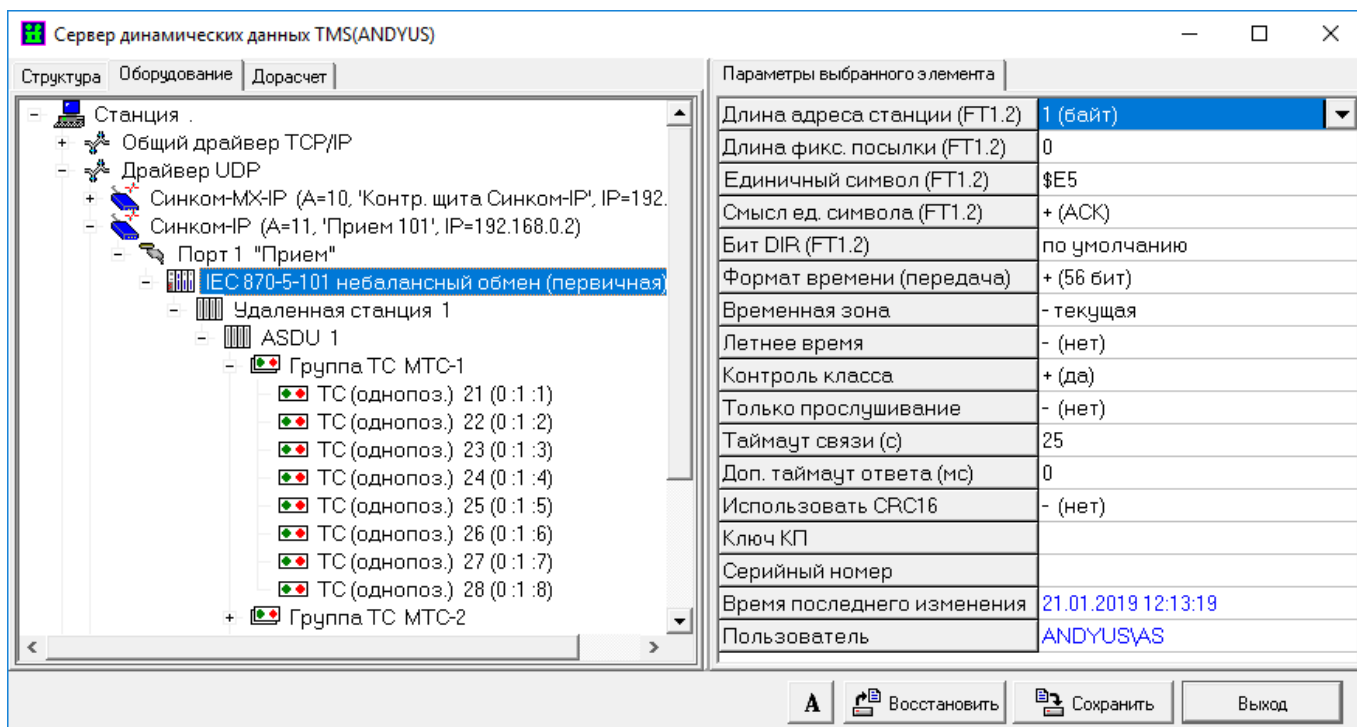 Сервер динамических данных TMS(ANDYUS)
Структура Оборудование Дорасчет
Станция .
Общий драйвер TCP/IP
Драйвер UDP
Синком-МХ-IP (А=10, 'Контр. щита Синком-IP', IP=192.
Синком-IP (А=11, 'Прием 101', IP=192.168.0.2)
Порт 1 "Прием"
IEC 870-5-101 небалансный обмен (первичная)
Удаленная станция 1
ASDU 1
Группа ТС МТС-1
ТС (однопоз.) 21 (0 :1 :1)
ТС (однопоз.) 22 (0 :1 :2)
ТС (однопоз.) 23 (0 :1 :3)
ТС (однопоз.) 24 (0 :1 :4)
ТС (однопоз.) 25 (0 :1 :5)
ТС (однопоз.) 26 (0 :1 :6)
ТС (однопоз.) 27 (0 :1 :7)
ТС (однопоз.) 28 (0 :1 :8)
Группа ТС МТС-2
Параметры выбранного элемента
Длина адреса станции (FT1.2) 1 (байт)
Длина фикс. посылки (FT1.2) 0
Единичный символ (FT1.2) $E5
Смысл ед. символа (FT1.2) + (ACK)
Бит DIR (FT1.2) по умолчанию
Формат времени (передача) + (56 бит)
Временная зона - текущая
Летнее время - (нет)
Контроль класса + (да)
Только прослушивание - (нет)
Таймаут связи (с) 25
Доп. таймаут ответа (мс) 0
Использовать CRC16 - (нет)
Ключ КП
Серийный номер
Время последнего изменения 21.01.2019 12:13:19
Пользователь ANDYUS\AS
А Восстановить Сохранить Выход